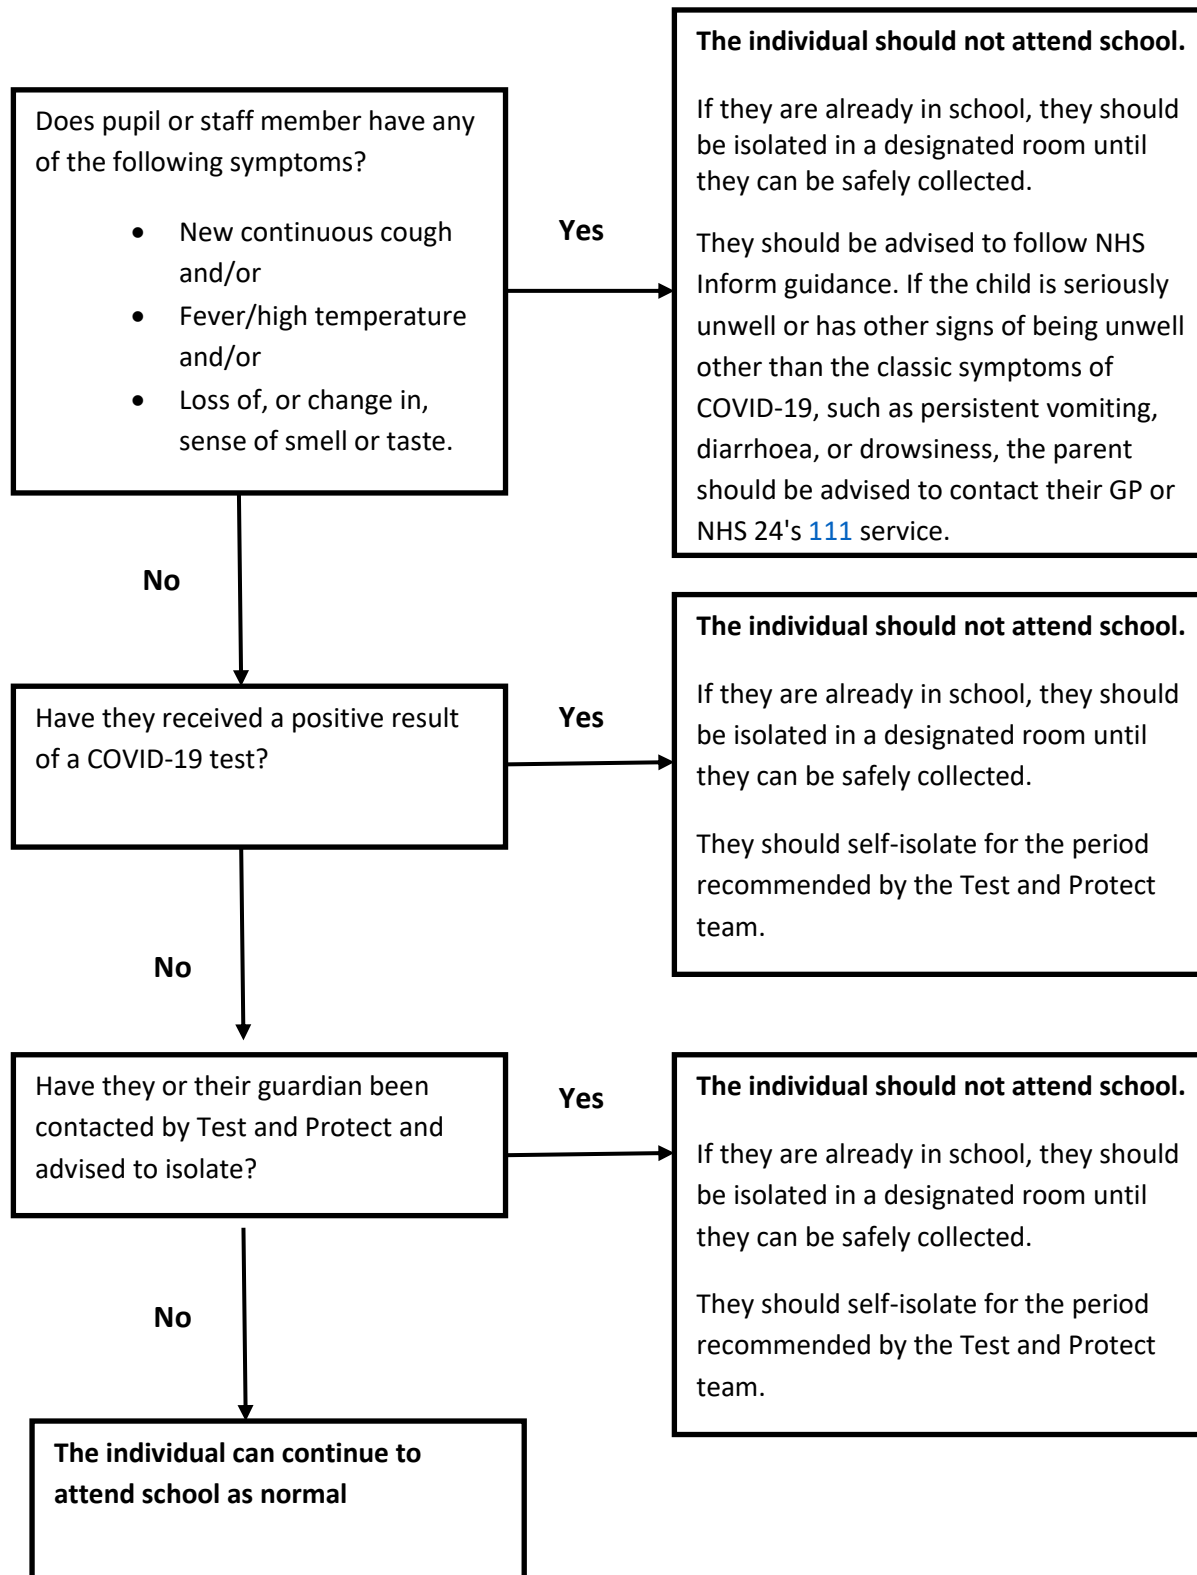 Does pupil or staff member have any
of the following symptoms?
• New continuous cough
and/or
• Fever/high temperature
and/or
• Loss of, or change in,
sense of smell or taste.
Yes
The individual should not attend school.
If they are already in school, they should
be isolated in a designated room until
they can be safely collected.
They should be advised to follow NHS
Inform guidance. If the child is seriously
unwell or has other signs of being unwell
other than the classic symptoms of
COVID-19, such as persistent vomiting,
diarrhoea, or drowsiness, the parent
should be advised to contact their GP or
NHS 24's 111 service.
No
Have they received a positive result
of a COVID-19 test?
Yes
The individual should not attend school.
If they are already in school, they should
be isolated in a designated room until
they can be safely collected.
They should self-isolate for the period
recommended by the Test and Protect
team.
No
Have they or their guardian been
contacted by Test and Protect and
advised to isolate?
Yes
The individual should not attend school.
If they are already in school, they should
be isolated in a designated room until
they can be safely collected.
They should self-isolate for the period
recommended by the Test and Protect
team.
No
The individual can continue to
attend school as normal